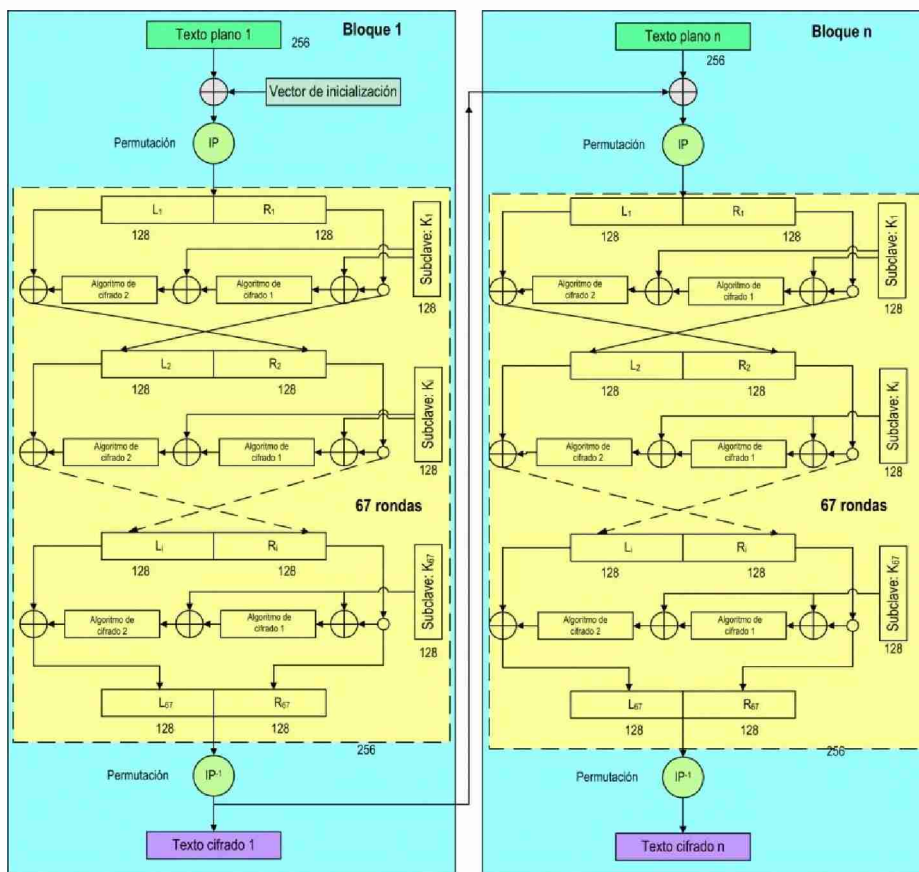 Bloque 1
Texto plano 1
256
Vector de inicialización
Permutación
IP
L1
R1
128
128
Subclave: K1
Algoritmo de
cifrado 2
Algoritmo de
cifrado 1
128
L2
R2
128
128
Subclave: Ki
Algoritmo de
cifrado 2
Algoritmo de
cifrado 1
128
67 rondas
Li
Ri
128
128
Subclave: K67
Algoritmo de
cifrado 2
Algoritmo de
cifrado 1
128
L67
R67
128
128
256
Permutación
IP-1
Texto cifrado 1
Bloque n
Texto plano n
256
Permutación
IP
L1
R1
128
128
Subclave: K1
Algoritmo de
cifrado 2
Algoritmo de
cifrado 1
128
L2
R2
128
128
Subclave: Ki
Algoritmo de
cifrado 2
Algoritmo de
cifrado 1
128
67 rondas
Li
Ri
128
128
Subclave: K67
Algoritmo de
cifrado 2
Algoritmo de
cifrado 1
128
L67
R67
128
128
256
Permutación
IP-1
Texto cifrado n